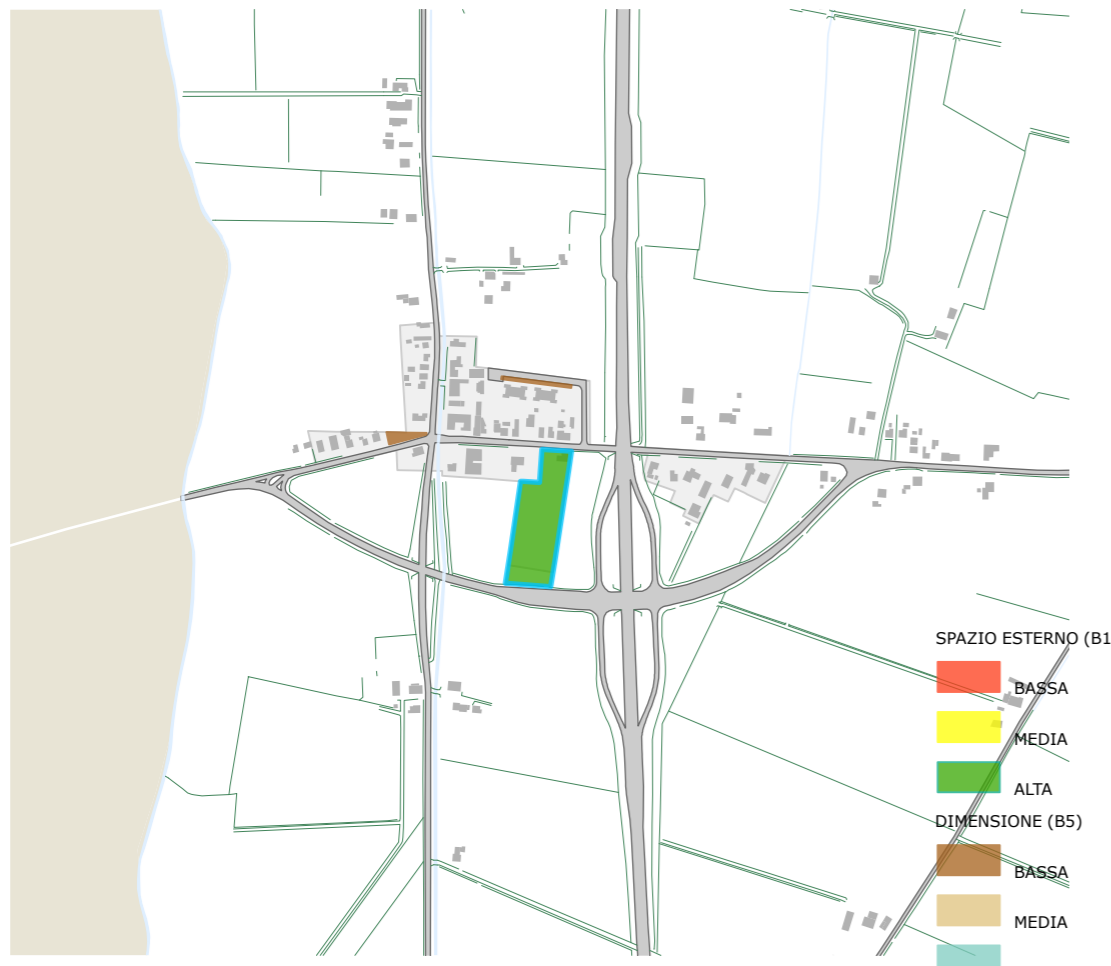 SPAZIO ESTERNO (B1
BASSA
MEDIA
ALTA
DIMENSIONE (B5)
BASSA
MEDIA